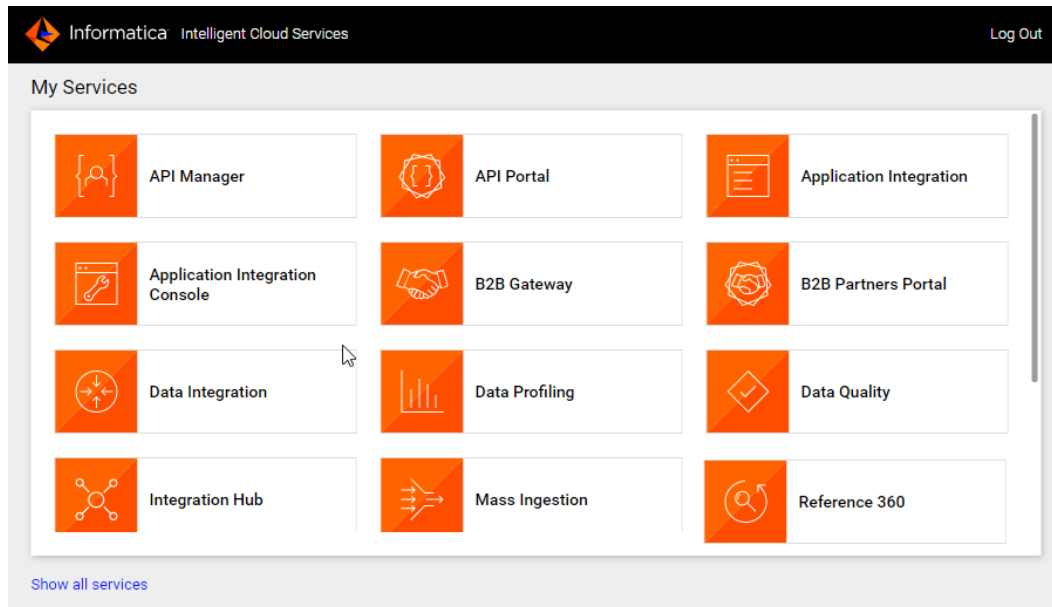 Informatica Intelligent Cloud Services Log Out
My Services
API Manager
API Portal
Application Integration
Application Integration
Console
B2B Gateway
B2B Partners Portal
Data Integration
Data Profiling
Data Quality
Integration Hub
Mass Ingestion
Reference 360
Show all services